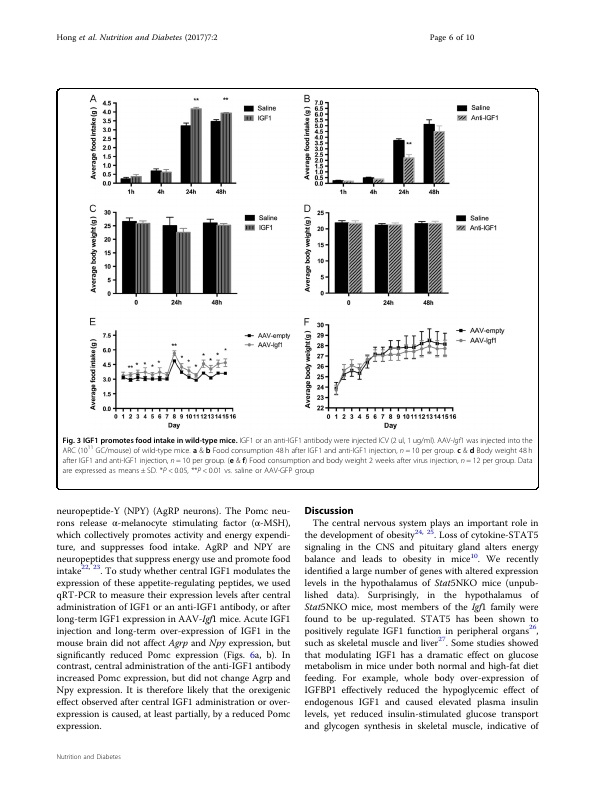 Hong et al. Nutrition and Diabetes (2017)7:2
Page 6 of 10
A
Average food intake (g )
4.5
4.0
3.5
3.0
2.5
2.0
1.5
1.0
0.5
0.0
**
**
Saline
IGF1
1h 4h 24h 48h
B
Average food intake (g )
7.0
6.5
6.0
5.5
5.0
4.5
4.0
3.5
3.0
2.5
2.0
1.5
1.0
0.5
0.0
**
Saline
Anti-IGF1
1h 4h 24h 48h
C
Average body weight(g )
30
25
20
15
10
5
0
Saline
IGF1
0 24h 48h
D
Average body weight(g )
25
20
15
10
5
0
Saline
Anti-IGF1
0 24h 48h
E
Average food intake (g )
7.5
6.0
4.5
3.0
1.5
0.0
AAV-empty
AAV-Igf1
0 1 2 3 4 5 6 7 8 9 10 11 12 13 14 15 16
Day
F
Average body weight(g )
30
29
28
27
26
25
24
23
22
AAV-empty
AAV-Igf1
0 1 2 3 4 5 6 7 8 9 10 11 12 13 14 15 16
Day
Fig. 3 IGF1 promotes food intake in wild-type mice. IGF1 or an anti-IGF1 antibody were injected ICV (2 ul, 1 ug/ml). AAV-Igf1 was injected into the
ARC (10¹¹ GC/mouse) of wild-type mice. a & b Food consumption 48 h after IGF1 and anti-IGF1 injection, n = 10 per group. c & d Body weight 48 h
after IGF1 and anti-IGF1 injection, n = 10 per group. (e & f) Food consumption and body weight 2 weeks after virus injection, n = 12 per group. Data
are expressed as means ± SD. *P < 0.05, **P < 0.01 vs. saline or AAV-GFP group
neuropeptide-Y (NPY) (AgRP neurons). The Pomc neu-
rons release α-melanocyte stimulating factor (α-MSH),
which collectively promotes activity and energy expendi-
ture, and suppresses food intake. AgRP and NPY are
neuropeptides that suppress energy use and promote food
intake²², ²³. To study whether central IGF1 modulates the
expression of these appetite-regulating peptides, we used
qRT-PCR to measure their expression levels after central
administration of IGF1 or an anti-IGF1 antibody, or after
long-term IGF1 expression in AAV-Igf1 mice. Acute IGF1
injection and long-term overexpression of IGF1 in the
mouse brain did not affect Agrp and Npy expression, but
significantly reduced Pomc expression (Figs. 6a, b). In
contrast, central administration of the anti-IGF1 antibody
increased Pomc expression, but did not change Agrp and
Npy expression. It is therefore likely that the orexigenic
effect observed after central IGF1 administration or over-
expression is caused, at least partially, by a reduced Pomc
expression.
Discussion
The central nervous system plays an important role in
the development of obesity²⁴, ²⁵. Loss of cytokine-STAT5
signaling in the CNS and pituitary gland alters energy
balance and leads to obesity in mice¹⁰. We recently
identified a large number of genes with altered expression
levels in the hypothalamus of Stat5NKO mice (unpub-
lished data). Surprisingly, in the hypothalamus of
Stat5NKO mice, most members of the Igf1 family were
found to be up-regulated. STAT5 has been shown to
positively regulate IGF1 function in peripheral organs²⁶,
such as skeletal muscle and liver²⁷. Some studies showed
that modulating IGF1 has a dramatic effect on glucose
metabolism in mice under both normal and high-fat diet
feeding. For example, whole body over-expression of
IGFBP1 effectively reduced the hypoglycemic effect of
endogenous IGF1 and caused elevated plasma insulin
levels, yet reduced insulin-stimulated glucose transport
and glycogen synthesis in skeletal muscle, indicative of
Nutrition and Diabetes